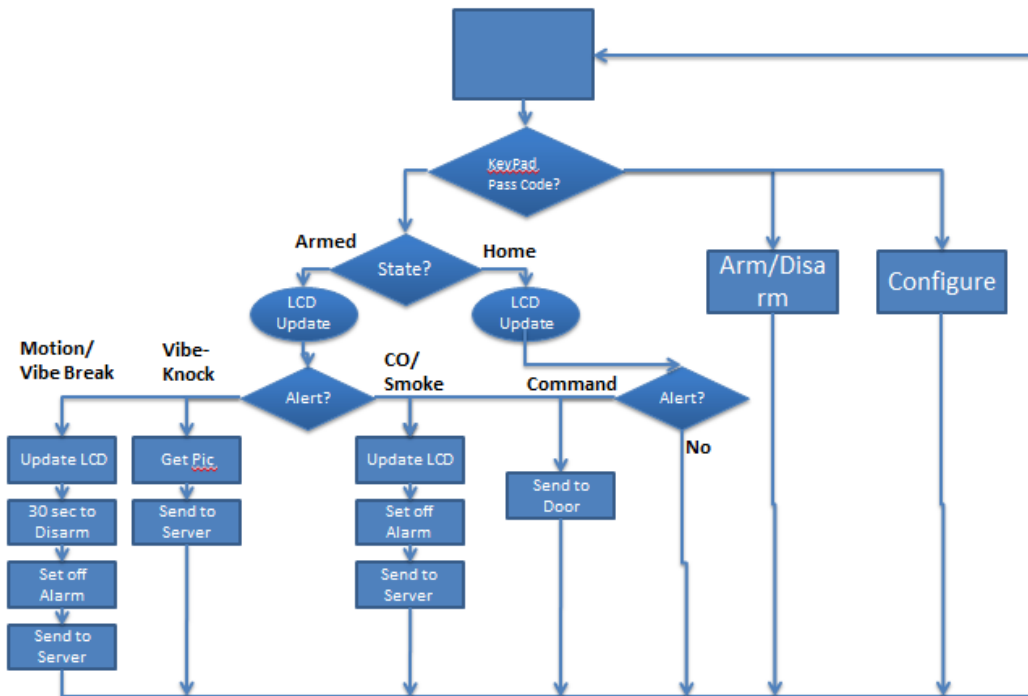 KeyPad
Pass Code?
Armed
State?
Home
Arm/Disa
rm
Configure
LCD
Update
LCD
Update
Motion/
Vibe Break
Vibe-
Knock
Alert?
CO/
Smoke
Command
Alert?
No
Update LCD
30 sec to
Disarm
Set off
Alarm
Send to
Server
Get Pic
Send to
Server
Update LCD
Set off
Alarm
Send to
Server
Send to
Door